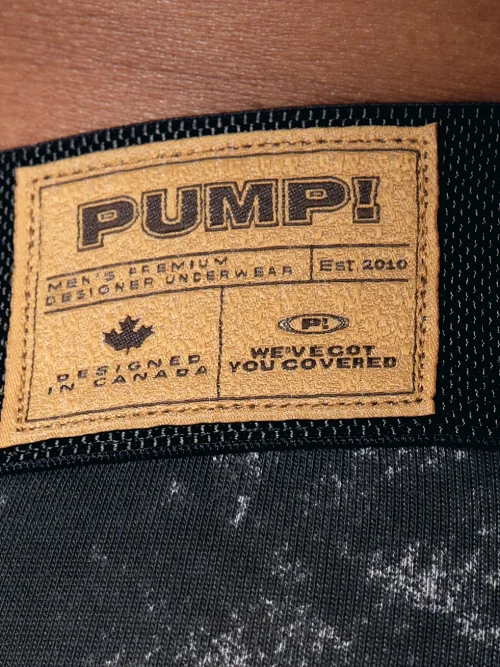 PUMP!
MEN'S PREMIUM
DESIGNER UNDERWEAR
EST 2010
DESIGNED
IN CANADA
P!
WE'VE GOT
YOU COVERED